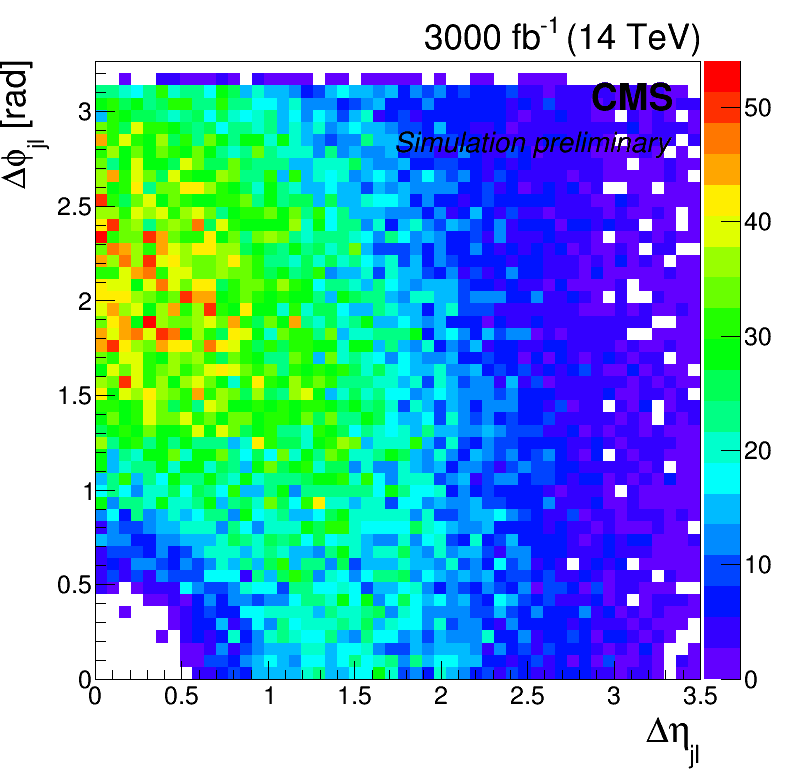 3000 fb⁻¹ (14 TeV)
CMS
Simulation preliminary
Δϕjl [rad]
3
2.5
2
1.5
1
0.5
0
0 0.5 1 1.5 2 2.5 3 3.5
Δηjl
50
40
30
20
10
0